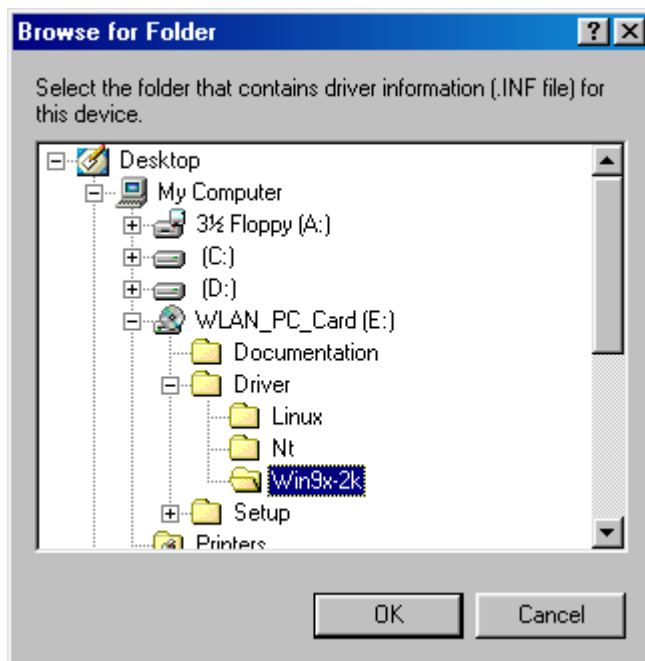 Browse for Folder
Select the folder that contains driver information (.INF file) for
this device.
Desktop
My Computer
3½ Floppy (A:)
(C:)
(D:)
WLAN_PC_Card (E:)
Documentation
Driver
Linux
Nt
Win9x-2k
Setup
Printers
OK Cancel